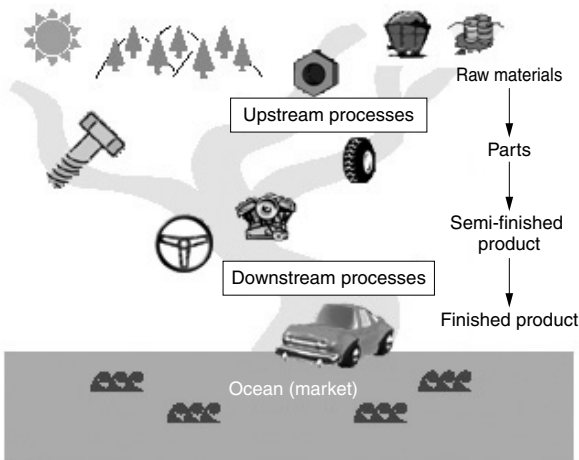 Raw materials
Upstream processes
Parts
Semi-finished
product
Downstream processes
Finished product
Ocean (market)